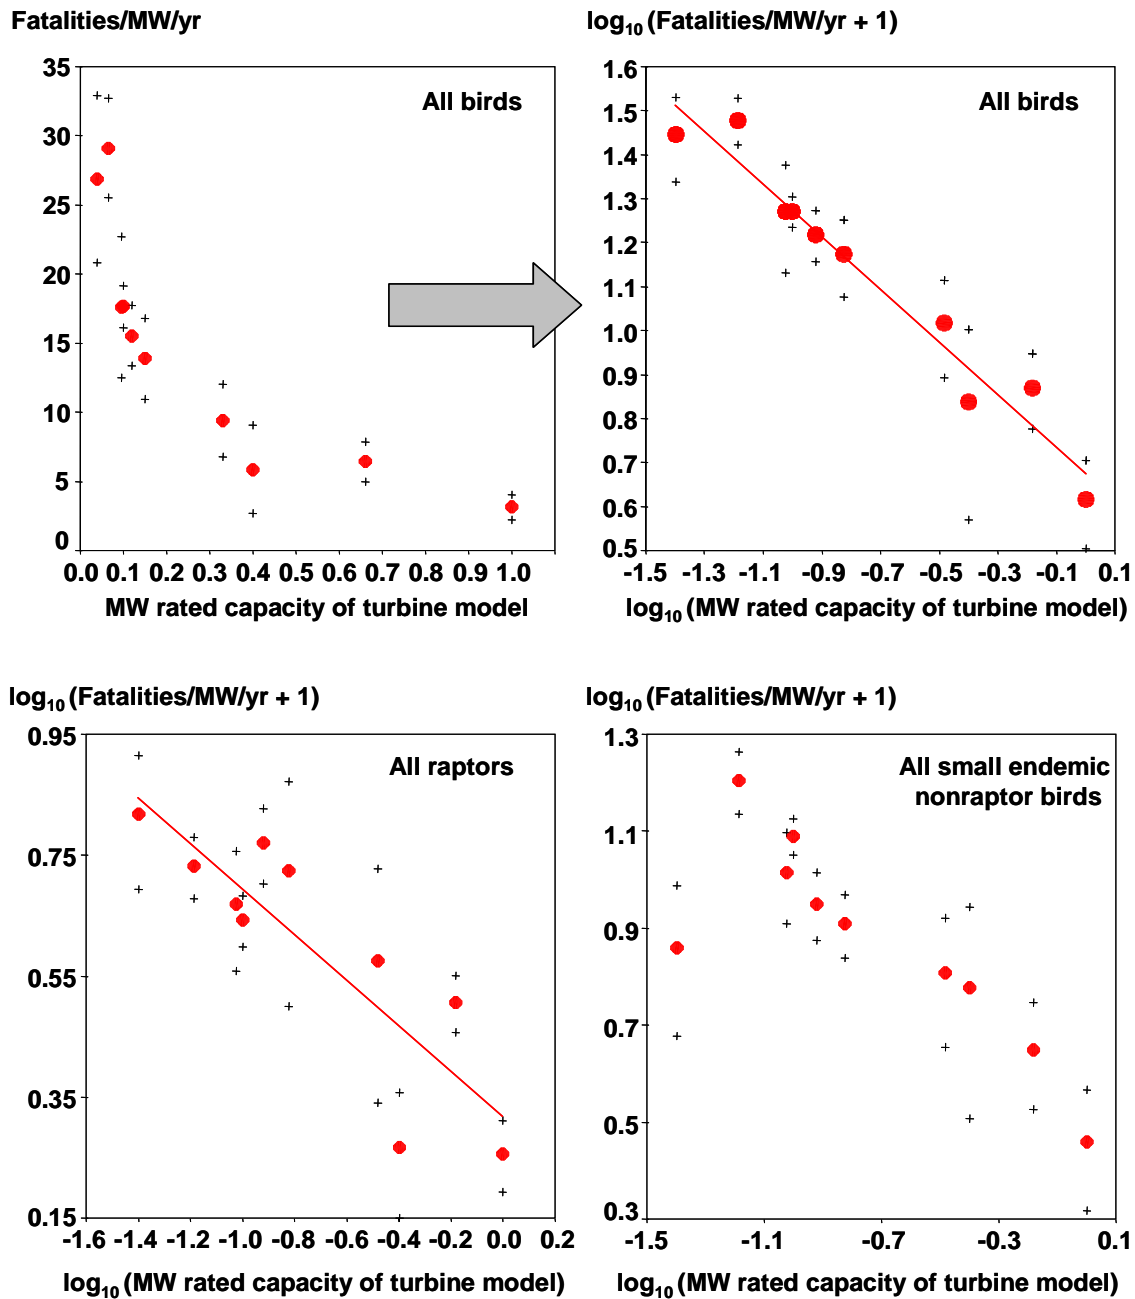 Fatalities/MW/yr
35
30
25
20
15
10
5
0
All birds
0.0 0.1 0.2 0.3 0.4 0.5 0.6 0.7 0.8 0.9 1.0
MW rated capacity of turbine model
log₁₀ (Fatalities/MW/yr + 1)
1.6
1.5
1.4
1.3
1.2
1.1
1.0
0.9
0.8
0.7
0.6
0.5
All birds
-1.5 -1.3 -1.1 -0.9 -0.7 -0.5 -0.3 -0.1 0.1
log₁₀ (MW rated capacity of turbine model)
log₁₀ (Fatalities/MW/yr + 1)
0.95
0.75
0.55
0.35
0.15
All raptors
-1.6 -1.4 -1.2 -1.0 -0.8 -0.6 -0.4 -0.2 0.0 0.2
log₁₀ (MW rated capacity of turbine model)
log₁₀ (Fatalities/MW/yr + 1)
1.3
1.1
0.9
0.7
0.5
0.3
All small endemic
nonraptor birds
-1.5 -1.1 -0.7 -0.3 0.1
log₁₀ (MW rated capacity of turbine model)